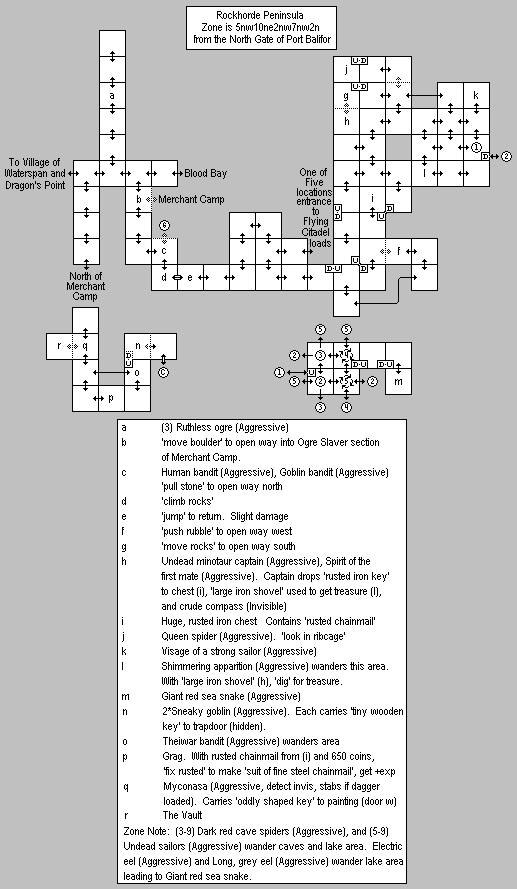 Rockhorde Peninsula
Zone is 5nw10ne2nw7nw2n
from the North Gate of Port Balifor
a
To Village of
Waterspan and
Dragon's Point
Blood Bay
b
Merchant Camp
6
c
d
e
North of
Merchant
Camp
j
U·D
g
U·D
h
k
1
D
2
l
One of
Five
locations
entrance
to
Flying
Citadel
loads
i
U
D
U
D
f
D·U
U
D
r
q
n
D
U
o
6
p
5
5
2
3
4
1
U
D·U
D·U
5
2
5
2
m
3
4
a (3) Ruthless ogre (Aggressive)
b 'move boulder' to open way into Ogre Slaver section
of Merchant Camp.
c Human bandit (Aggressive), Goblin bandit (Aggressive)
'pull stone' to open way north
d 'climb rocks'
e 'jump' to return. Slight damage
f 'push rubble' to open way west
g 'move rocks' to open way south
h Undead minotaur captain (Aggressive), Spirit of the
first mate (Aggressive). Captain drops 'rusted iron key'
to chest (i), 'large iron shovel' used to get treasure (l),
and crude compass (Invisible)
i Huge, rusted iron chest Contains 'rusted chainmail'
j Queen spider (Aggressive). 'look in ribcage'
k Visage of a strong sailor (Aggressive)
l Shimmering apparition (Aggressive) wanders this area.
With 'large iron shovel' (h), 'dig' for treasure.
m Giant red sea snake (Aggressive)
n 2*Sneaky goblin (Aggressive). Each carries 'tiny wooden
key' to trapdoor (hidden).
o Theiwar bandit (Aggressive) wanders area
p Grag. With rusted chainmail from (i) and 650 coins,
'fix rusted' to make 'suit of fine steel chainmail', get +exp
q Myconasa (Aggressive, detect invis, stabs if dagger
loaded). Carries 'oddly shaped key' to painting (door w)
r The Vault
Zone Note: (3-9) Dark red cave spiders (Aggressive), and (5-9)
Undead sailors (Aggressive) wander caves and lake area. Electric
eel (Aggressive) and Long, grey eel (Aggressive) wander lake area
leading to Giant red sea snake.